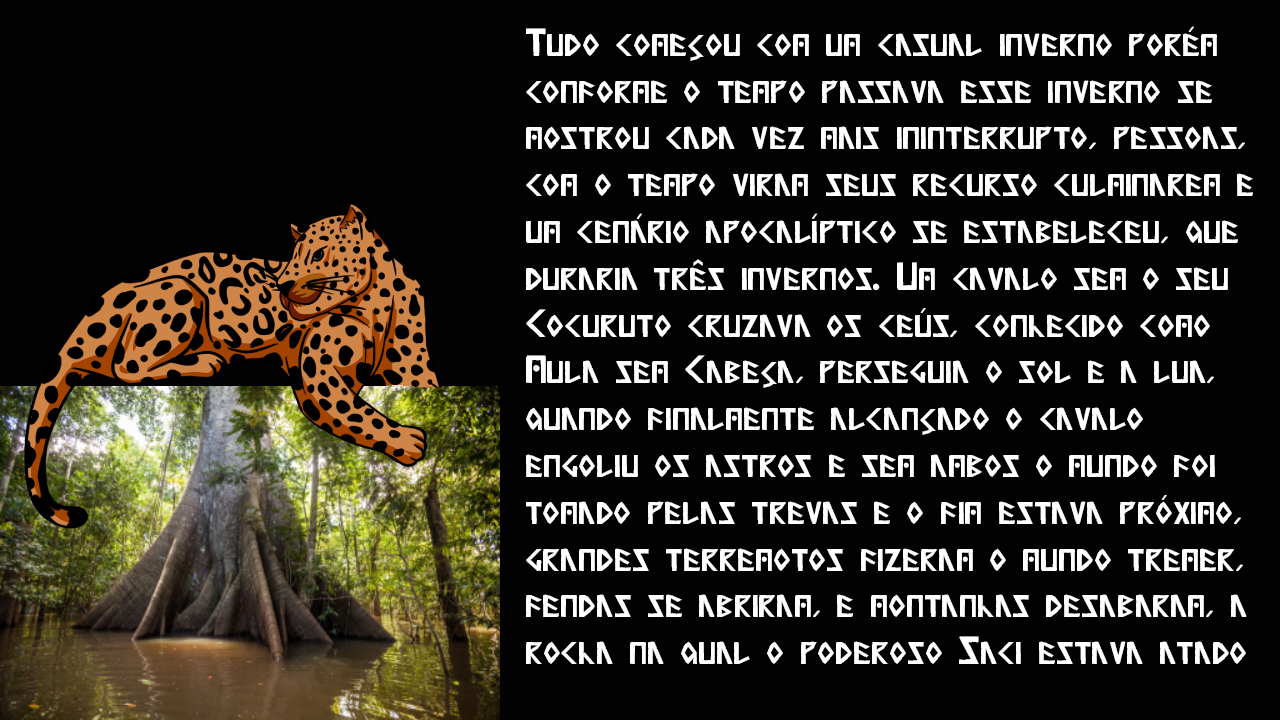 Tudo começou com um casual inverno porém
conforme o tempo passava esse inverno se
mostrou cada vez mais ininterrupto, pessoas,
com o tempo viram seus recurso culminarem e
um cenário apocalíptico se estabeleceu, que
duraria três invernos. Um cavalo sem o seu
Cocuruto cruzava os ceús, conhecido como
Mula sem Cabeça, perseguia o sol e a lua,
quando finalmente alcançado o cavalo
engoliu os astros e sem ambos o mundo foi
tomado pelas trevas e o fim estava próximo,
grandes terremotos fizeram o mundo tremer,
fendas se abriram, e montanhas desabaram, a
rocha na qual o poderoso Saci estava atado